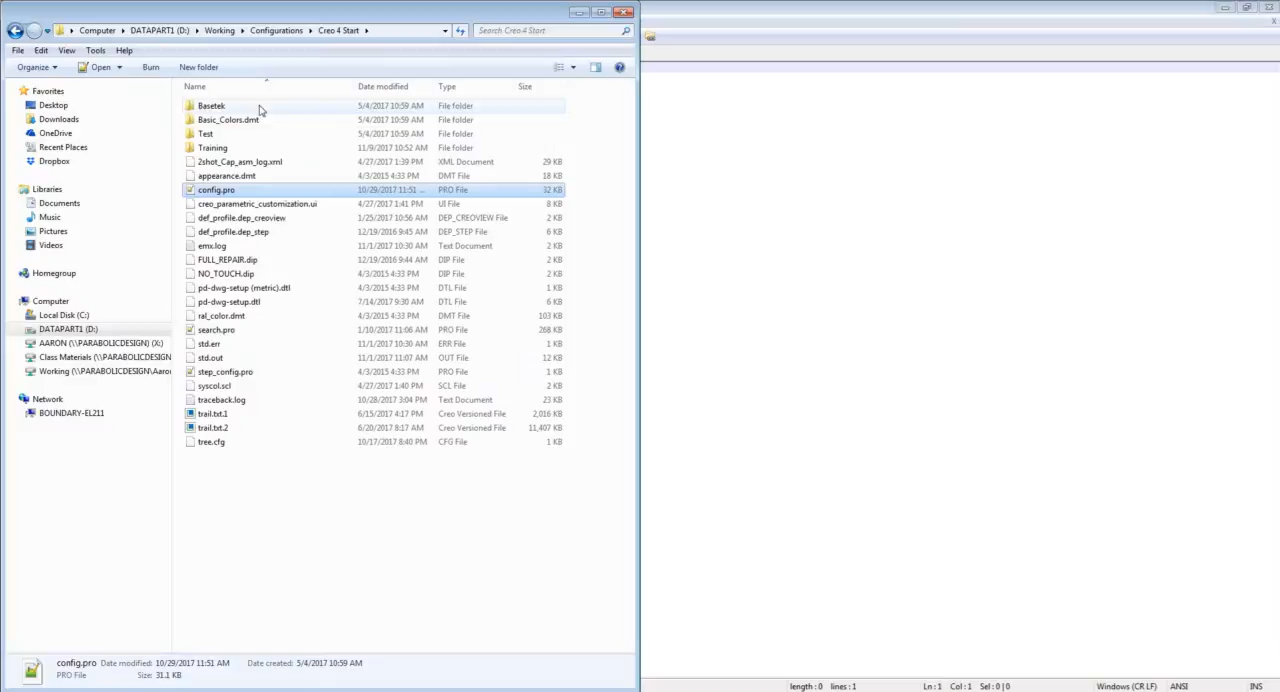 Computer DATAPART1 (D:) Working Configurations Creo 4 Start Search Creo 4 Start
File Edit View Tools Help
Organize Open Burn New folder
Name Date modified Type Size
Favorites
Desktop
Downloads
OneDrive
Recent Places
Dropbox
Libraries
Documents
Music
Pictures
Videos
Homegroup
Computer
Local Disk (C:)
DATAPART1 (D:)
AARON (\\PARABOLICDESIGN) (X:)
Class Materials (\\PARABOLICDESIGN
Working (\\PARABOLICDESIGN\Aaro
Network
BOUNDARY-EL211
Basetek 5/4/2017 10:59 AM File folder
Basic_Colors.dmt 5/4/2017 10:59 AM File folder
Test 5/4/2017 10:59 AM File folder
Training 11/9/2017 10:52 AM File folder
2shot_Cap_asm_log.xml 4/27/2017 1:39 PM XML Document 29 KB
appearance.dmt 4/3/2015 4:33 PM DMT File 18 KB
config.pro 10/29/2017 11:51 ... PRO File 32 KB
creo_parametric_customization.ui 4/27/2017 1:41 PM UI File 8 KB
def_profile.dep_creoview 1/25/2017 10:56 AM DEP_CREOVIEW File 2 KB
def_profile.dep_step 12/19/2016 9:45 AM DEP_STEP File 6 KB
emx.log 11/1/2017 10:30 AM Text Document 2 KB
FULL_REPAIR.dip 12/19/2016 9:44 AM DIP File 2 KB
NO_TOUCH.dip 4/3/2015 4:33 PM DIP File 2 KB
pd-dwg-setup (metric).dtl 4/3/2015 4:33 PM DTL File 1 KB
pd-dwg-setup.dtl 7/14/2017 9:30 AM DTL File 6 KB
ral_color.dmt 4/3/2015 4:33 PM DMT File 103 KB
search.pro 1/10/2017 11:06 AM PRO File 268 KB
std.err 11/1/2017 10:30 AM ERR File 1 KB
std.out 11/1/2017 11:07 AM OUT File 12 KB
step_config.pro 4/3/2015 4:33 PM PRO File 1 KB
syscol.scl 4/27/2017 1:40 PM SCL File 2 KB
traceback.log 10/28/2017 3:04 PM Text Document 23 KB
trail.txt.1 6/15/2017 4:17 PM Creo Versioned File 2,016 KB
trail.txt.2 6/20/2017 8:17 AM Creo Versioned File 11,407 KB
tree.cfg 10/17/2017 8:40 PM CFG File 1 KB
config.pro Date modified: 10/29/2017 11:51 AM Date created: 5/4/2017 10:59 AM
PRO File Size: 31.1 KB
length : 0 lines : 1 Ln : 1 Col : 1 Sel : 0 | 0 Windows (CR LF) ANSI INS